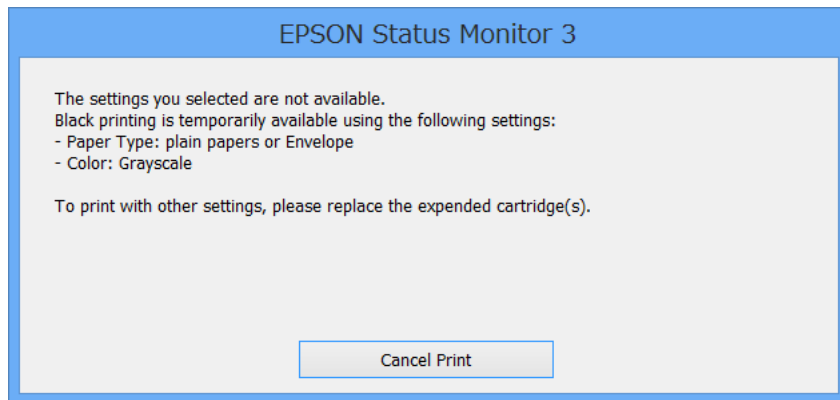 EPSON Status Monitor 3
The settings you selected are not available.
Black printing is temporarily available using the following settings:
- Paper Type: plain papers or Envelope
- Color: Grayscale
To print with other settings, please replace the expended cartridge(s).
Cancel Print